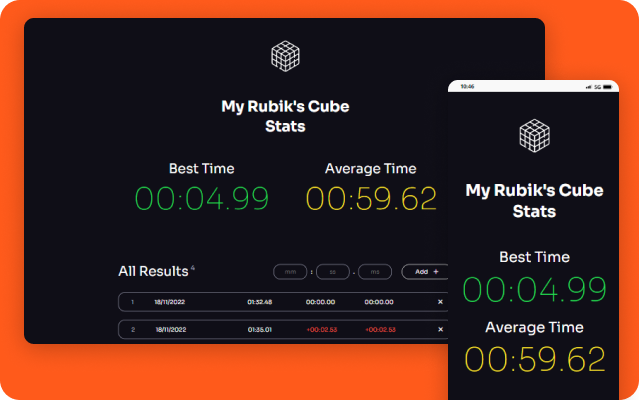 My Rubik's Cube
Stats
Best Time
Average Time
00:04.99
00:59.62
All Results 4
mm : ss . ms Add +
1 18/11/2022 01:32.48 00:00.00 00:00.00 ×
2 18/11/2022 01:35.01 +00:02.53 +00:02.53 ×
10:46 5G
My Rubik's Cube
Stats
Best Time
00:04.99
Average Time
00:59.62